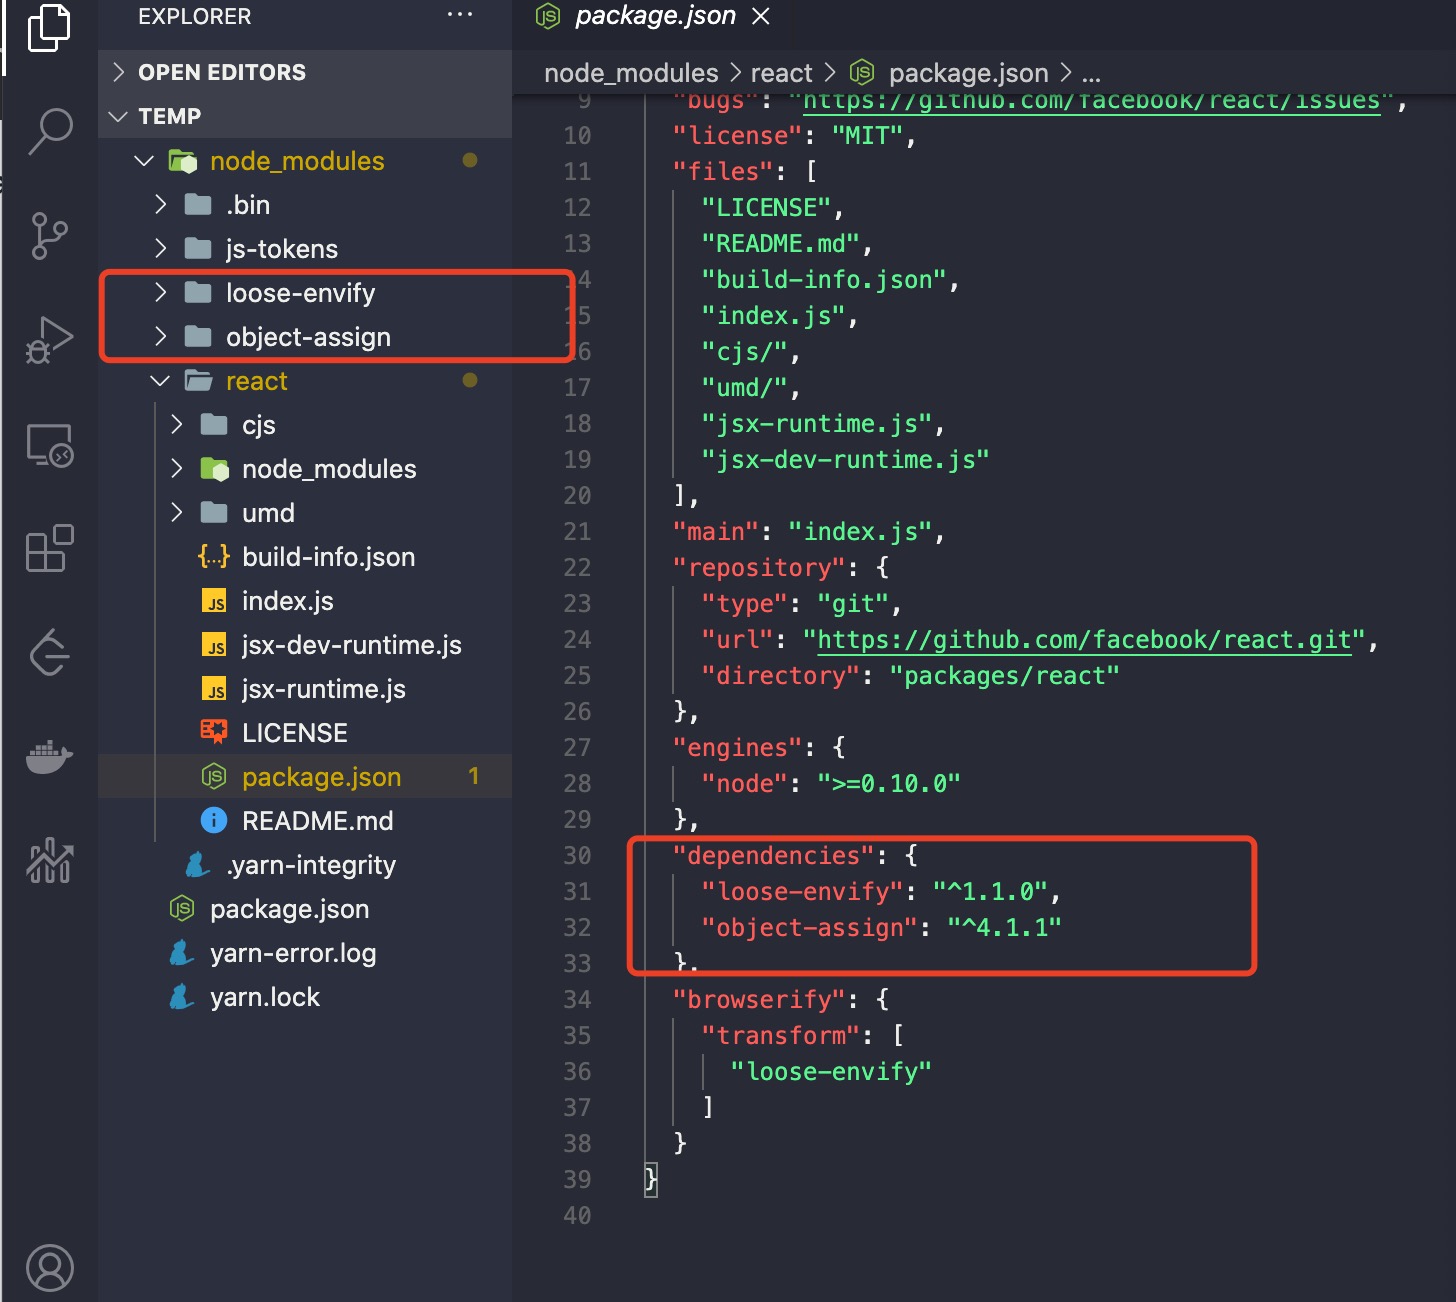 EXPLORER
OPEN EDITORS
TEMP
node_modules
.bin
js-tokens
loose-envify
object-assign
react
cjs
node_modules
umd
build-info.json
index.js
jsx-dev-runtime.js
jsx-runtime.js
LICENSE
package.json 1
README.md
.yarn-integrity
package.json
yarn-error.log
yarn.lock
package.json
node_modules > react > package.json > ...
9 "bugs": "https://github.com/facebook/react/issues",
10 "license": "MIT",
11 "files": [
12 "LICENSE",
13 "README.md",
14 "build-info.json",
15 "index.js",
16 "cjs/",
17 "umd/",
18 "jsx-runtime.js",
19 "jsx-dev-runtime.js"
20 ],
21 "main": "index.js",
22 "repository": {
23 "type": "git",
24 "url": "https://github.com/facebook/react.git",
25 "directory": "packages/react"
26 },
27 "engines": {
28 "node": ">=0.10.0"
29 },
30 "dependencies": {
31 "loose-envify": "^1.1.0",
32 "object-assign": "^4.1.1"
33 },
34 "browserify": {
35 "transform": [
36 "loose-envify"
37 ]
38 }
39 }
40